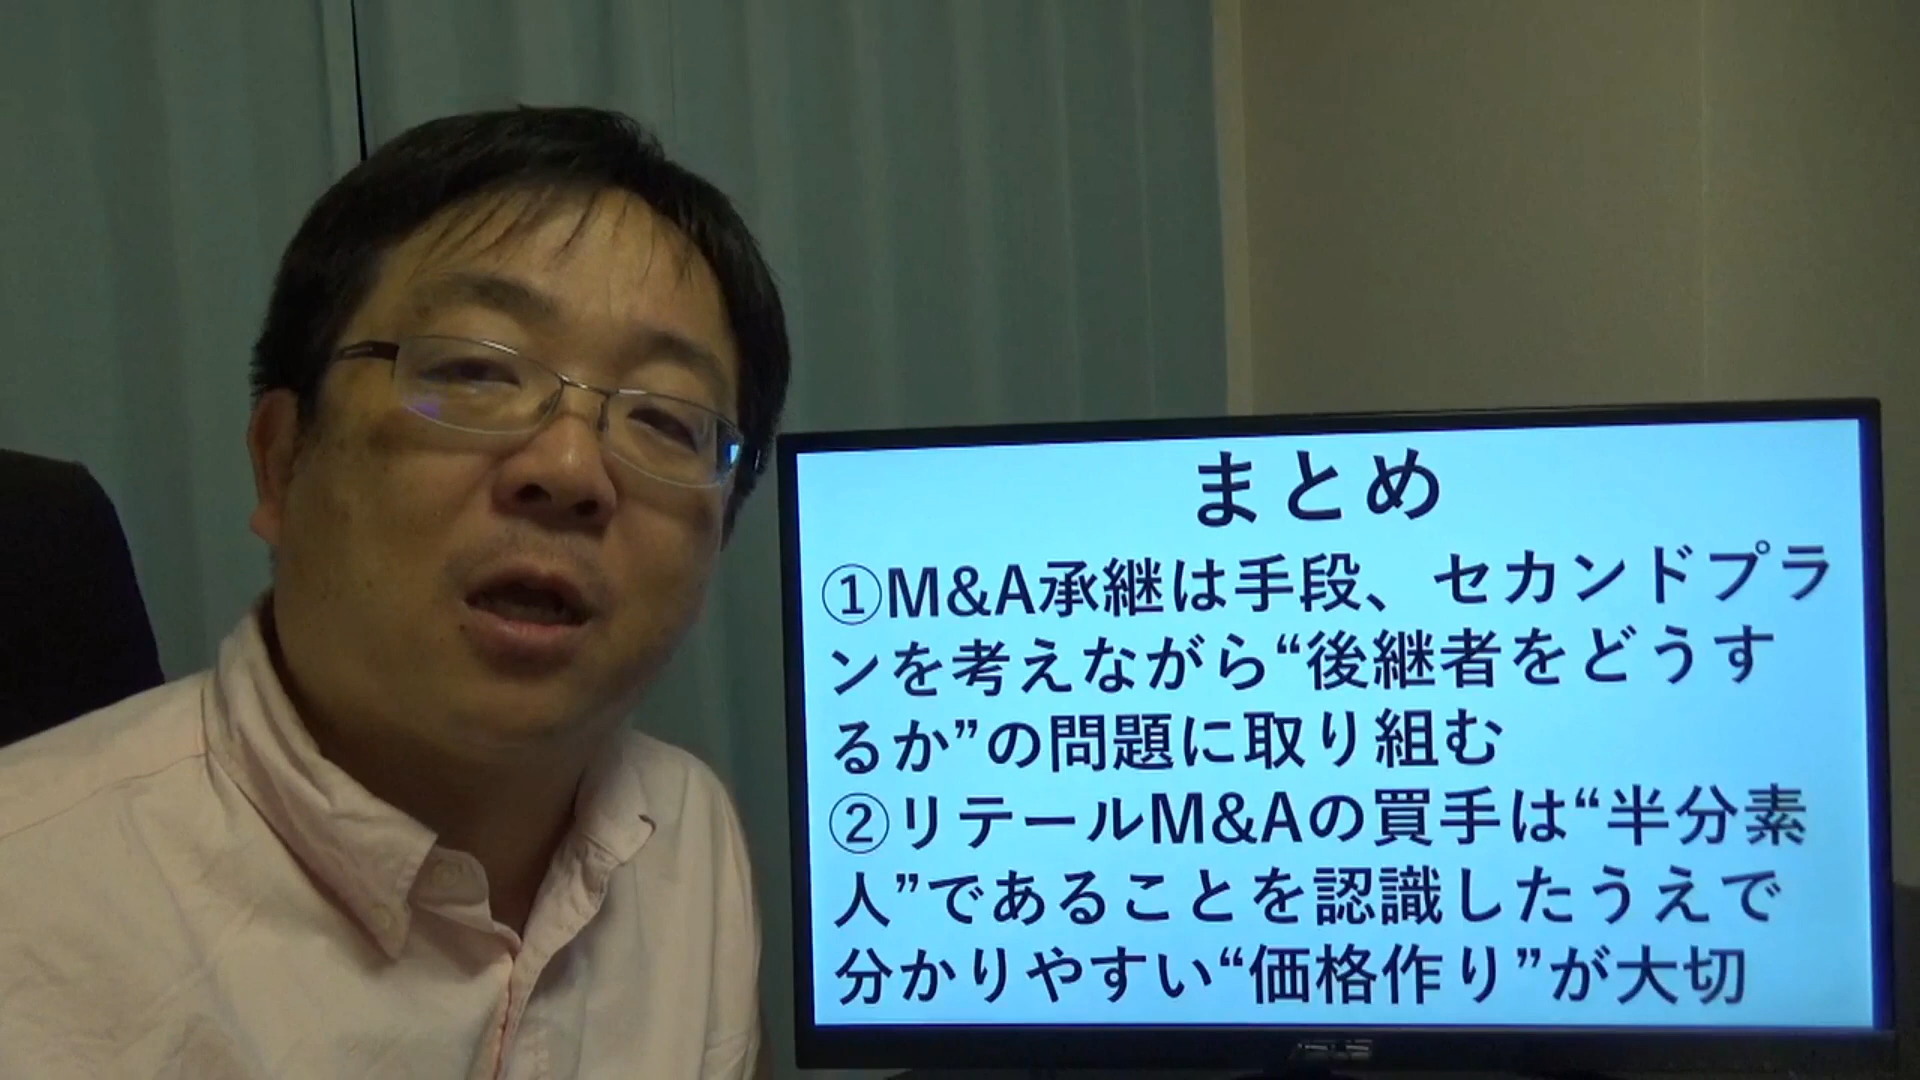 まとめ
①M&A承継は手段、セカンドプラ
ンを考えながら“後継者をどうす
るか”の問題に取り組む
②リテールM&Aの買手は“半分素
人”であることを認識したうえで
分かりやすい“価格作り”が大切
ASUS